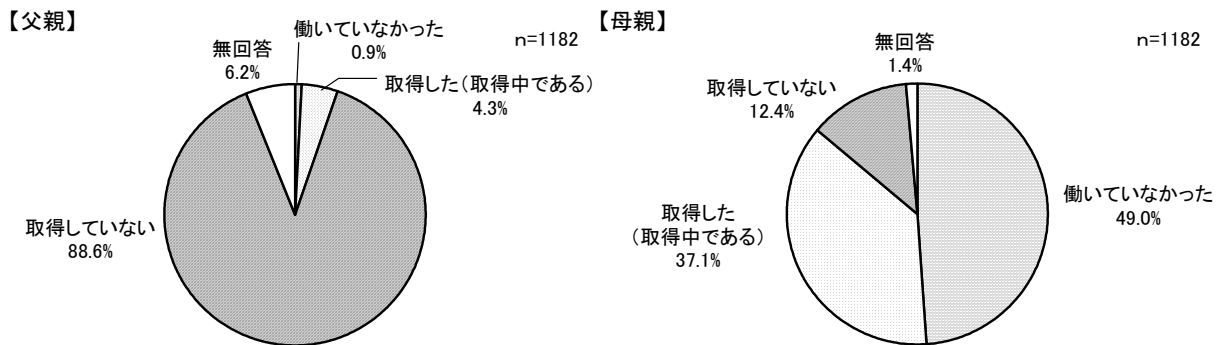 【父親】
n=1182
働いていなかった
0.9%
無回答
6.2%
取得した(取得中である)
4.3%
取得していない
88.6%
【母親】
n=1182
無回答
1.4%
取得していない
12.4%
働いていなかった
49.0%
取得した
(取得中である)
37.1%